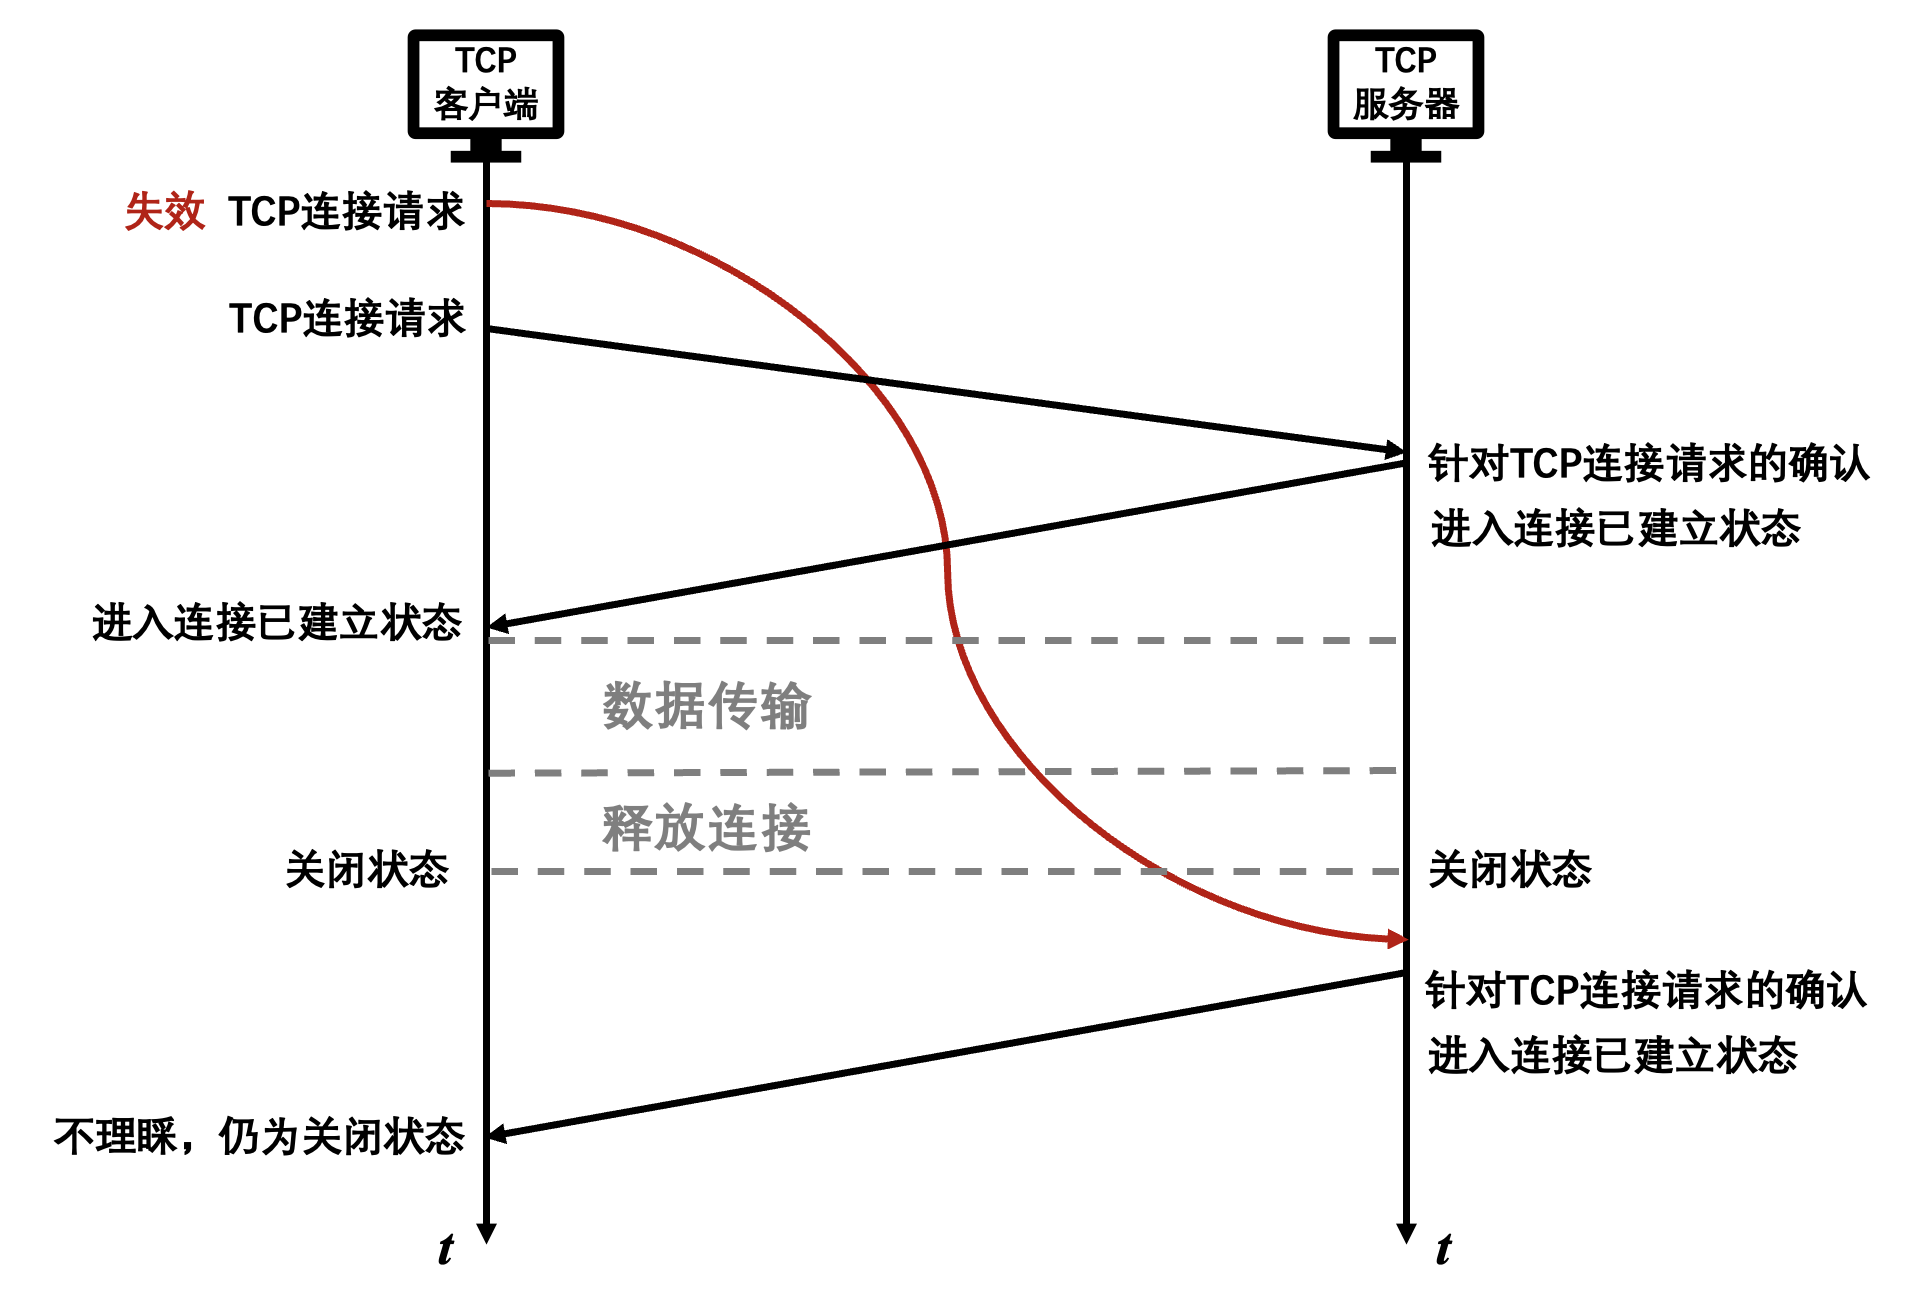 TCP
客户端
TCP
服务器
失效 TCP连接请求
TCP连接请求
针对TCP连接请求的确认
进入连接已建立状态
进入连接已建立状态
数据传输
释放连接
关闭状态
关闭状态
针对TCP连接请求的确认
进入连接已建立状态
不理睬，仍为关闭状态
t
t